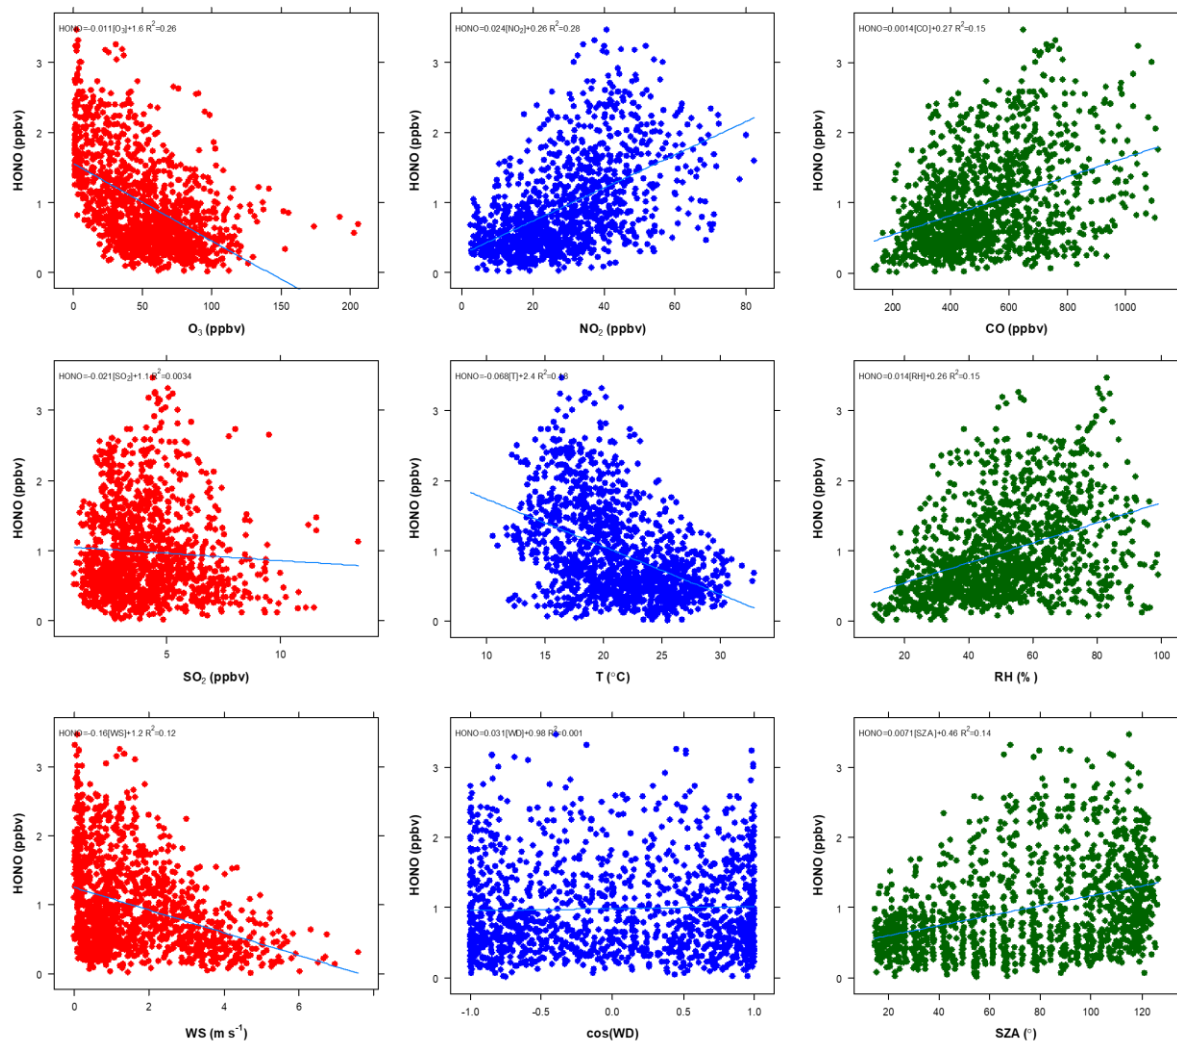 HONO=-0.011[O₃]+1.6 R²=0.26
HONO=0.024[NO₂]+0.26 R²=0.28
HONO=0.0014[CO]+0.27 R²=0.15
HONO (ppbv)
3
2
1
0
0 50 100 150 200
O₃ (ppbv)
HONO (ppbv)
3
2
1
0
0 20 40 60 80
NO₂ (ppbv)
HONO (ppbv)
3
2
1
0
200 400 600 800 1000
CO (ppbv)
HONO=-0.021[SO₂]+1.1 R²=0.0034
HONO=-0.068[T]+2.4
HONO=0.014[RH]+0.26 R²=0.15
HONO (ppbv)
3
2
1
0
5 10
SO₂ (ppbv)
HONO (ppbv)
3
2
1
0
10 15 20 25 30
T (°C)
HONO (ppbv)
3
2
1
0
20 40 60 80 100
RH (%)
HONO=-0.16[WS]+1.2 R²=0.12
HONO=0.031[WD]+0.98 R²=0.001
HONO=0.0071[SZA]+0.46 R²=0.14
HONO (ppbv)
3
2
1
0
0 2 4 6
WS (m s⁻¹)
HONO (ppbv)
3
2
1
0
-1.0 -0.5 0.0 0.5 1.0
cos(WD)
HONO (ppbv)
3
2
1
0
20 40 60 80 100 120
SZA (°)